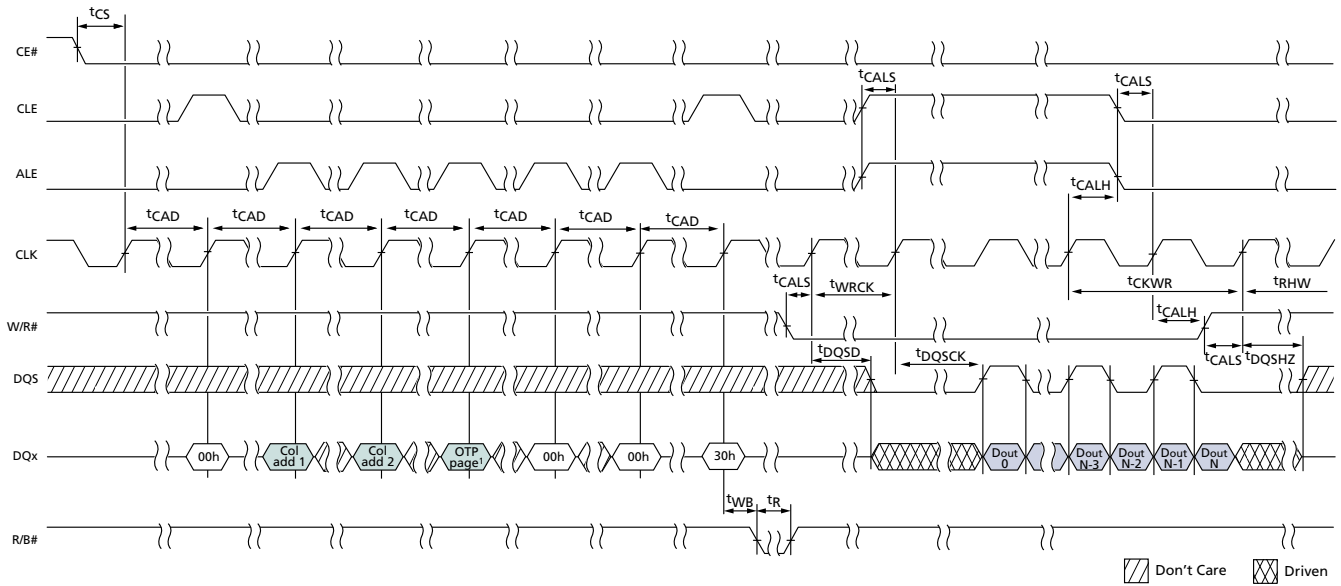 tCS
CE#
tCALS
tCALS
CLE
ALE
tCALH
tCAD
tCAD
tCAD
tCAD
tCAD
tCAD
tCAD
CLK
tCALS
tWRCK
tCKWR
tRHW
tCALH
W/R#
tDQSD
tDQSCK
tCALS
tDQSHZ
DQS
DQx
00h
Col add 1
Col add 2
OTP page1
00h
00h
30h
Dout 0
Dout N-3
Dout N-2
Dout N-1
Dout N
tWB
tR
R/B#
Don't Care
Driven